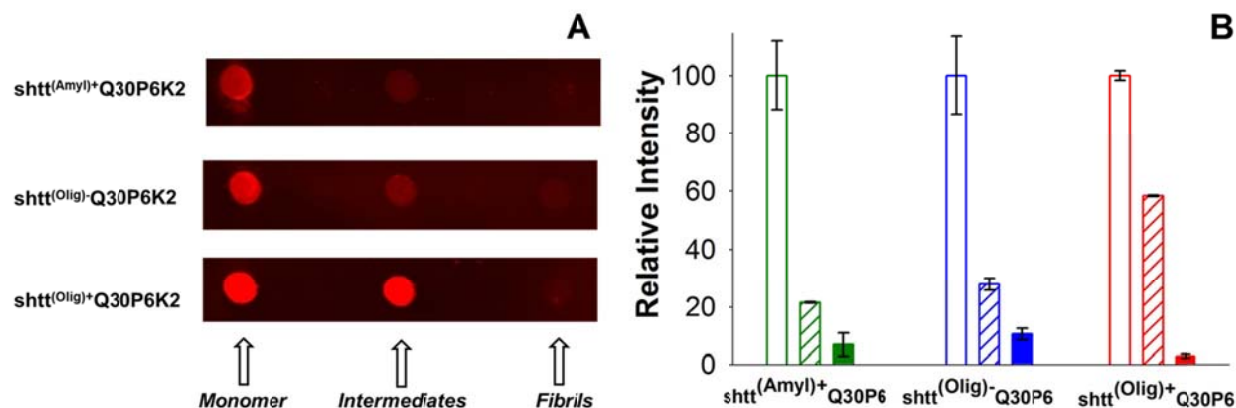 A
shtt(Amyl)+Q30P6K2
shtt(Olig)-Q30P6K2
shtt(Olig)+Q30P6K2
Monomer Intermediates Fibrils
B
Relative Intensity
100
80
60
40
20
0
shtt(Amyl)+Q30P6 shtt(Olig)-Q30P6 shtt(Olig)+Q30P6